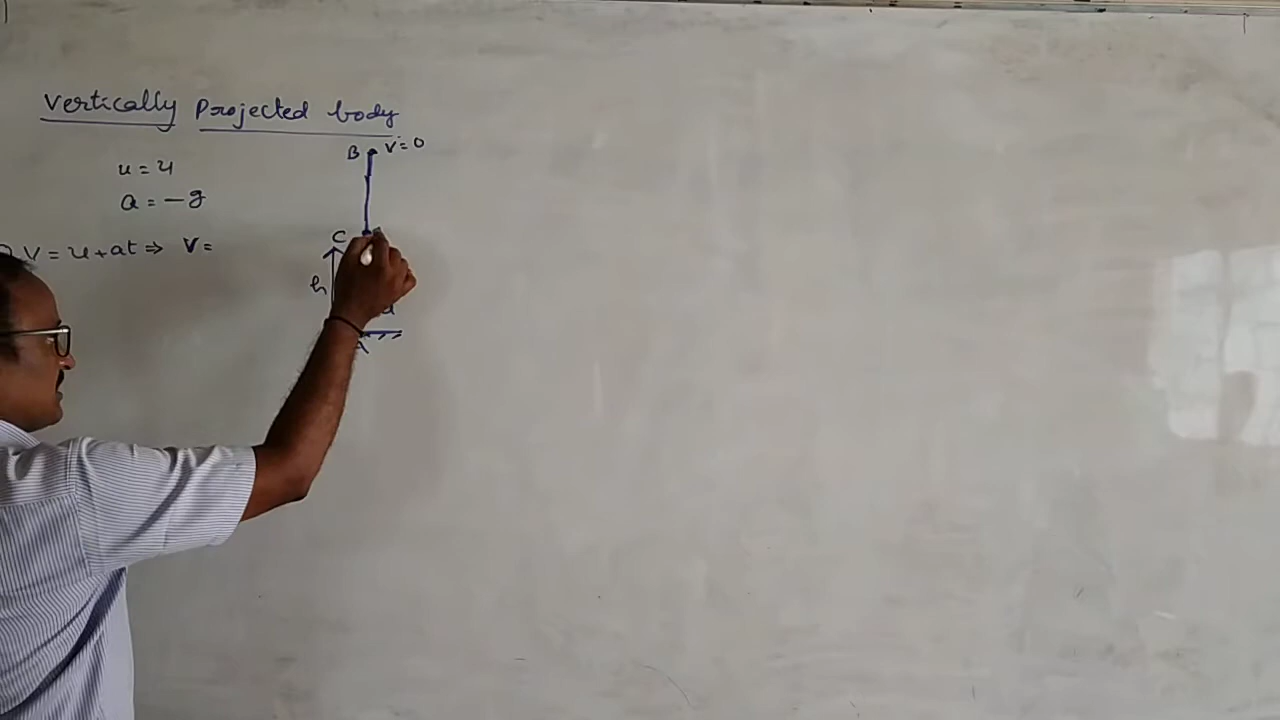 Vertically Projected body
B V=0
u = u
a = -g
V = u+at ⇒ V =
C
h
u
A